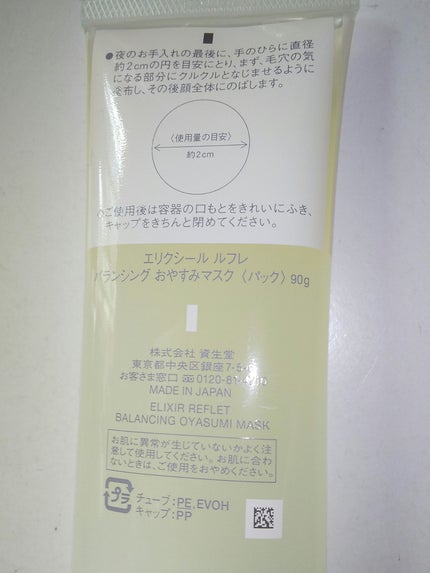 ●夜のお手入れの最後に、手のひらに直径
約2cmの円を目安にとり、まず、毛穴の気
になる部分にクルクルとなじませるように
塗布し、その後顔全体にのばします。
〈使用量の目安〉
約2cm
ご使用後は容器の口もとをきれいにふき、
キャップをきちんと閉めてください。
エリクシール ルフレ
バランシング おやすみマスク 〈パック〉 90g
株式会社 資生堂
東京都中央区銀座
お客さま窓口
MADE IN JAPAN
ELIXIR REFLET
BALANCING OYASUMI MASK
お肌に異常が生じていないかよく注
意して使用してください。お肌に合わ
ないときは、ご使用をおやめください。
プラ
チューブ:PE,EVOH
キャップ:PP